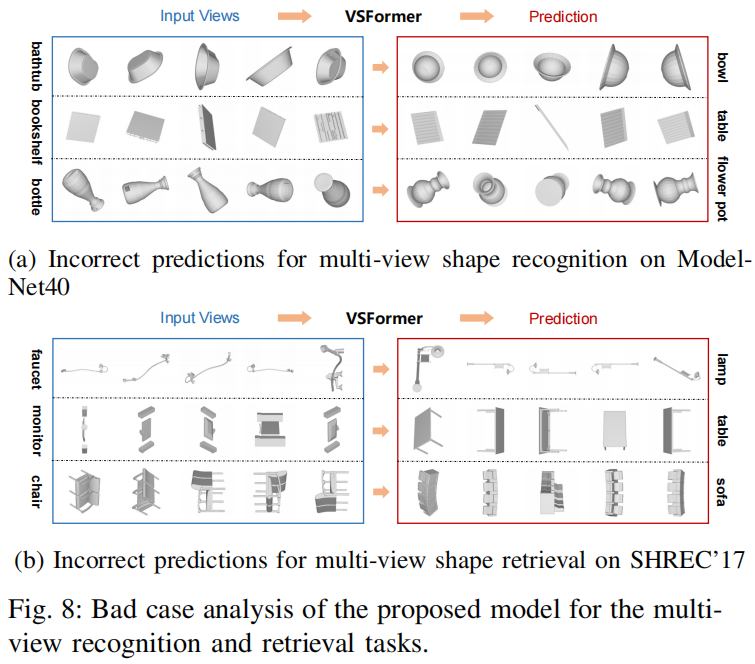 Input Views VSFormer Prediction
bathtub
bowl
bookshelf
table
bottle
flower pot
(a) Incorrect predictions for multi-view shape recognition on Model-
Net40
Input Views VSFormer Prediction
faucet
lamp
monitor
table
chair
sofa
(b) Incorrect predictions for multi-view shape retrieval on SHREC’17
Fig. 8: Bad case analysis of the proposed model for the multi-
view recognition and retrieval tasks.